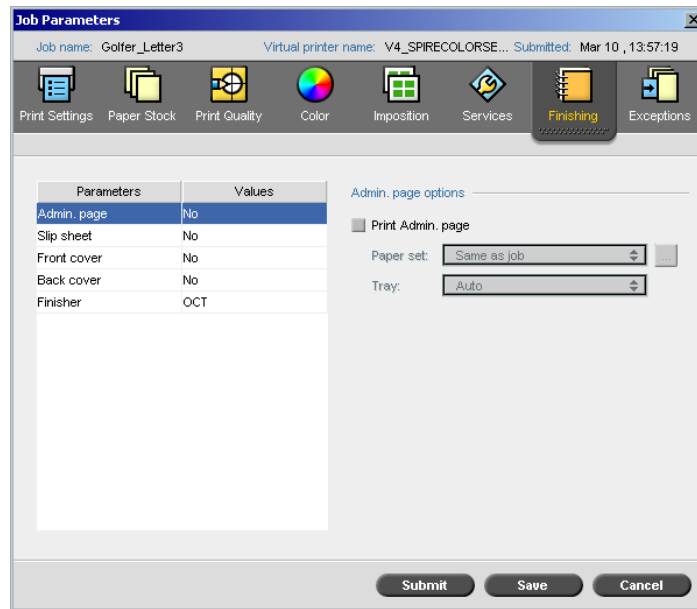 Job Parameters
Job name: Golfer_Letter3 Virtual printer name: V4_SPIRECOLORSE... Submitted: Mar 10 , 13:57:19
Print Settings Paper Stock Print Quality Color Imposition Services Finishing Exceptions
Parameters Values
Admin. page No
Slip sheet No
Front cover No
Back cover No
Finisher OCT
Admin. page options
Print Admin. page
Paper set: Same as job ...
Tray: Auto
Submit Save Cancel